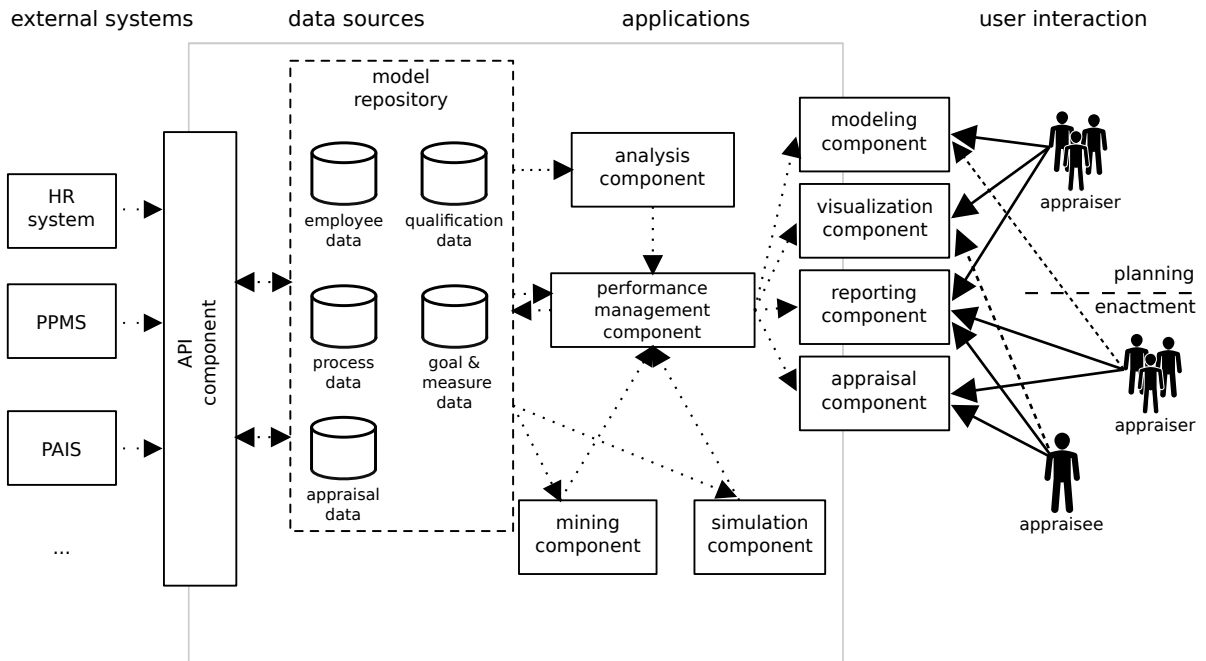 external systems
data sources
applications
user interaction
model
repository
HR
system
PPMS
PAIS
...
API
component
employee
data
qualification
data
process
data
goal &
measure
data
appraisal
data
analysis
component
performance
management
component
mining
component
simulation
component
modeling
component
visualization
component
reporting
component
appraisal
component
appraiser
planning
enactment
appraiser
appraisee